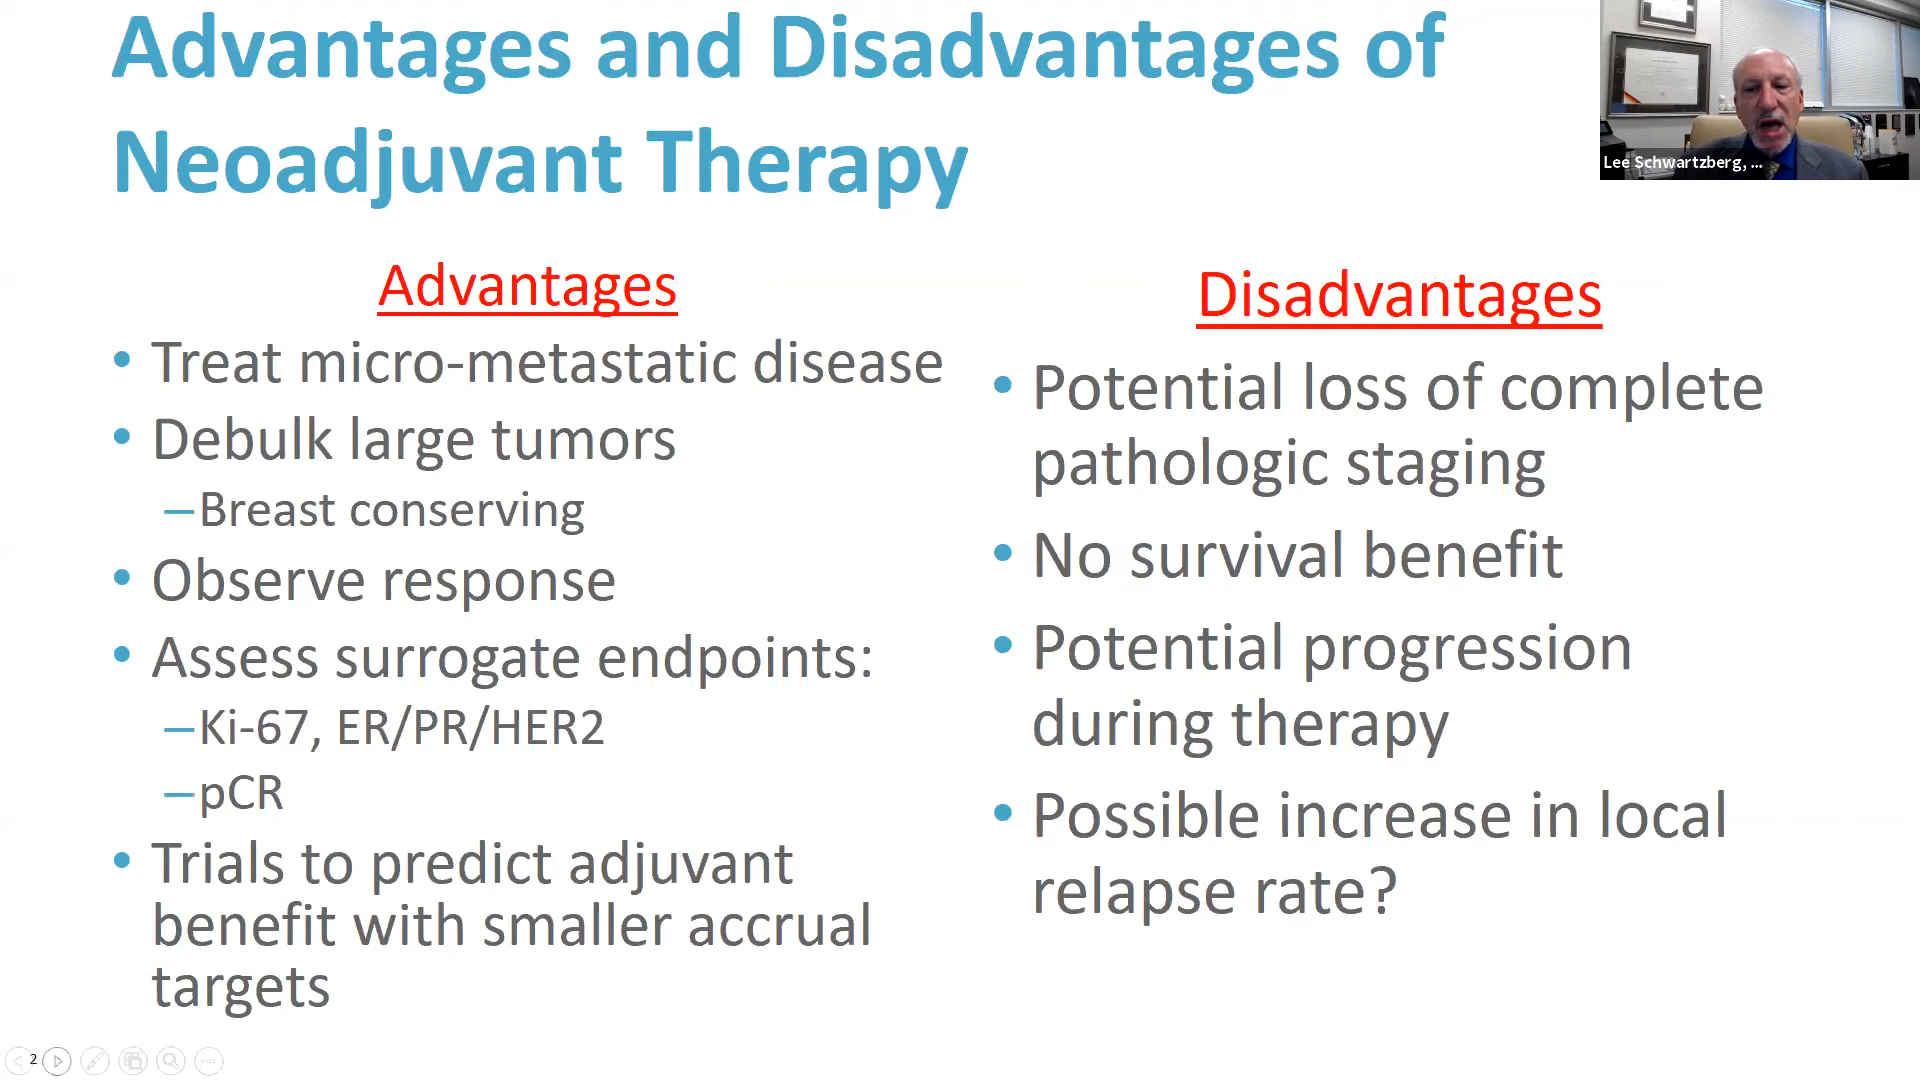 Advantages and Disadvantages of
Neoadjuvant Therapy
Lee Schwartzberg, ...
Advantages
• Treat micro-metastatic disease
• Debulk large tumors
–Breast conserving
• Observe response
• Assess surrogate endpoints:
–Ki-67, ER/PR/HER2
–pCR
• Trials to predict adjuvant
benefit with smaller accrual
targets
Disadvantages
• Potential loss of complete
pathologic staging
• No survival benefit
• Potential progression
during therapy
• Possible increase in local
relapse rate?
2